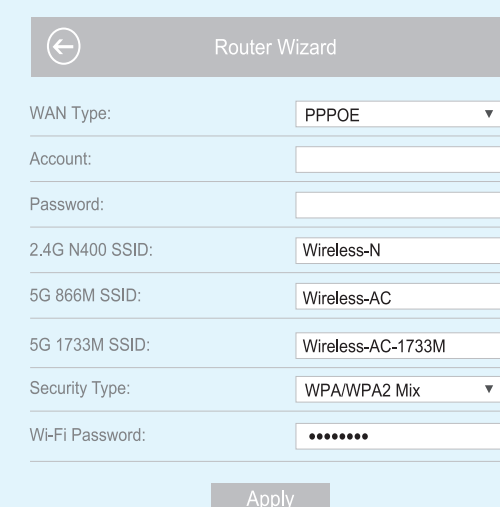 Router Wizard
WAN Type: PPPOE
Account:
Password:
2.4G N400 SSID: Wireless-N
5G 866M SSID: Wireless-AC
5G 1733M SSID: Wireless-AC-1733M
Security Type: WPA/WPA2 Mix
Wi-Fi Password: ••••••••
Apply